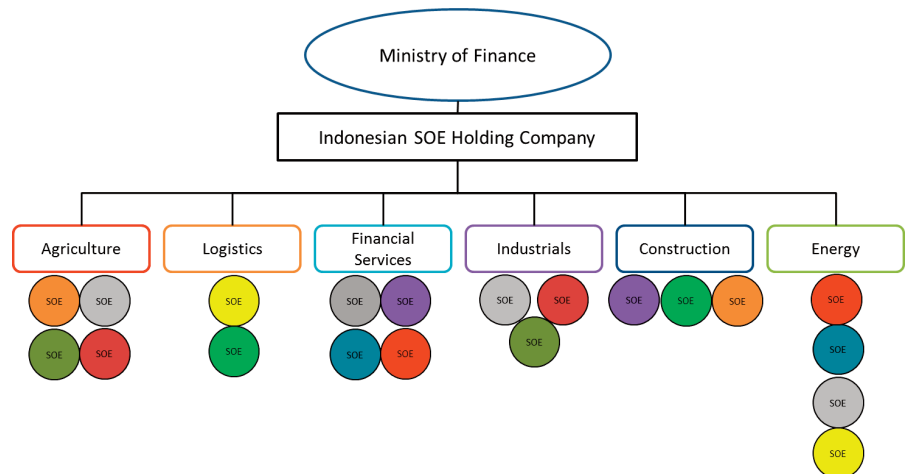 Ministry of Finance
Indonesian SOE Holding Company
Agriculture
Logistics
Financial
Services
Industrials
Construction
Energy
SOE SOE
SOE SOE
SOE
SOE
SOE SOE
SOE SOE
SOE SOE
SOE
SOE SOE SOE
SOE
SOE
SOE
SOE